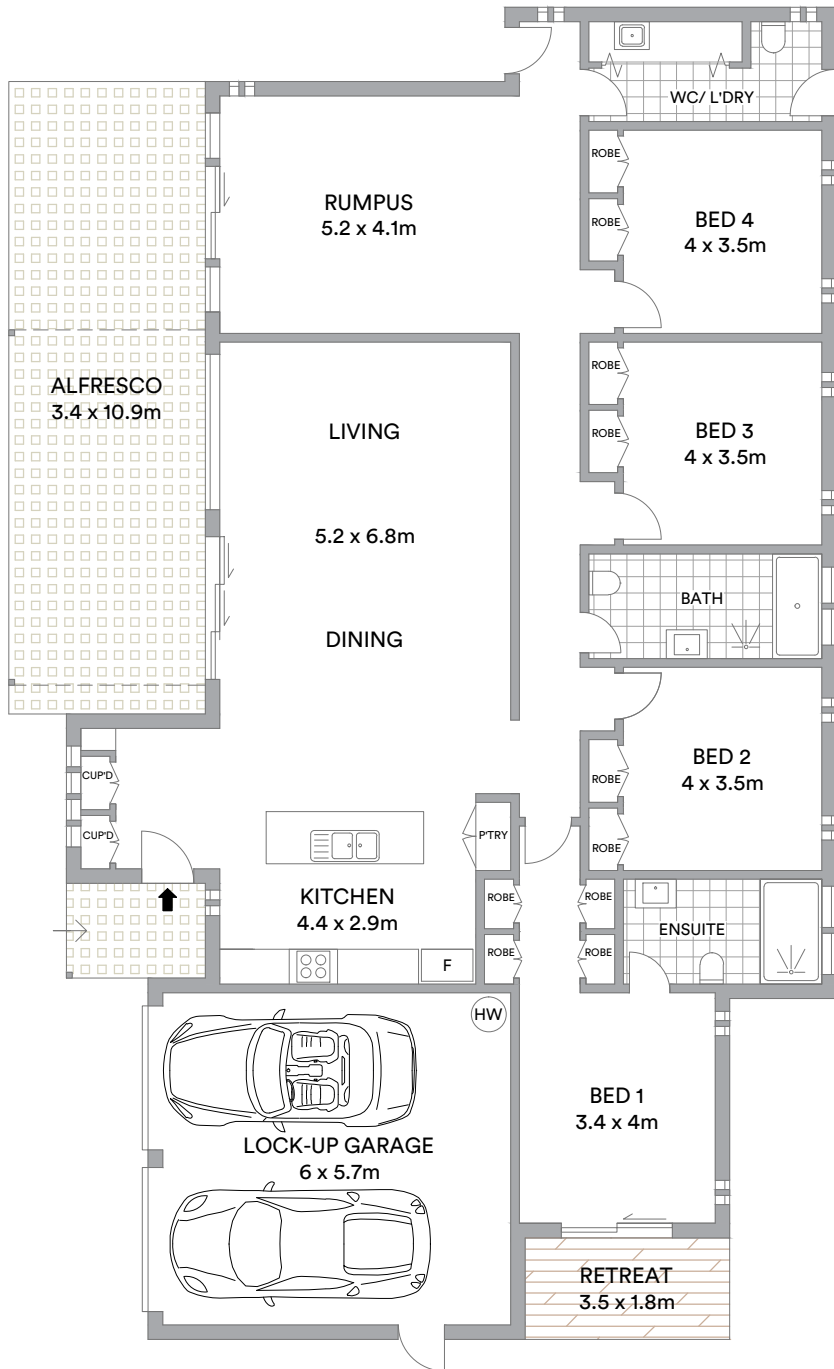 WC/ L'DRY
ROBE
ROBE
RUMPUS
5.2 x 4.1m
BED 4
4 x 3.5m
ALFRESCO
3.4 x 10.9m
LIVING
5.2 x 6.8m
DINING
ROBE
ROBE
BED 3
4 x 3.5m
BATH
CUP'D
CUP'D
BED 2
4 x 3.5m
ROBE
ROBE
P'TRY
KITCHEN
4.4 x 2.9m
F
ROBE
ROBE
ROBE
ROBE
ENSUITE
HW
BED 1
3.4 x 4m
LOCK-UP GARAGE
6 x 5.7m
RETREAT
3.5 x 1.8m